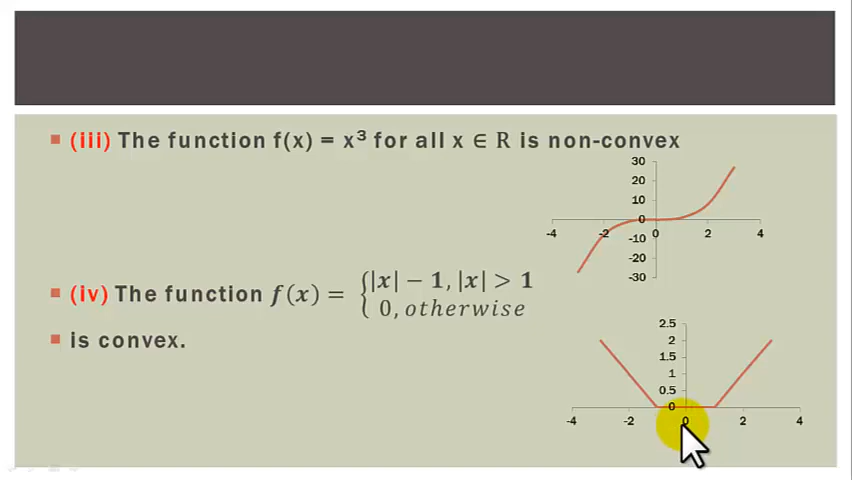 (iii) The function f(x) = x³ for all x ∈ R is non-convex
30
20
10
0
-4 -2 0 2 4
-10
-20
-30
(iv) The function f(x) = {|x| − 1, |x| > 1
0, otherwise
is convex.
2.5
2
1.5
1
0.5
0
-4 -2 0 2 4